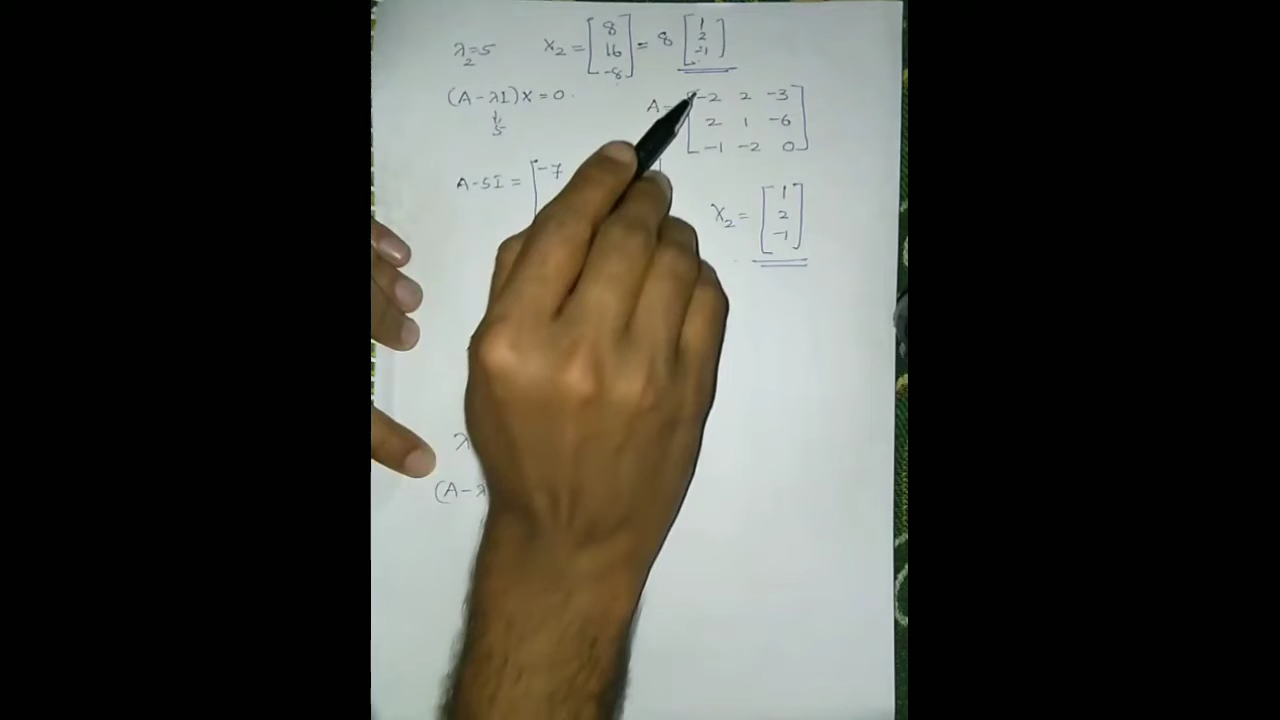 λ₂=5 X₂ = [8 16 -8] = 8 [1 2 -1]
(A-λI)X = 0
5
A = [-2 2 -3
2 1 -6
-1 -2 0]
A-5I = [-7
X₂ = [1 2 -1]
λ
(A-λ